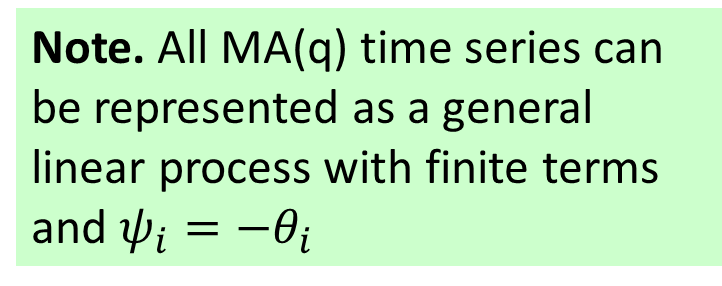 Note. All MA(q) time series can
be represented as a general
linear process with finite terms
and 𝜓𝑖 = −𝜃𝑖